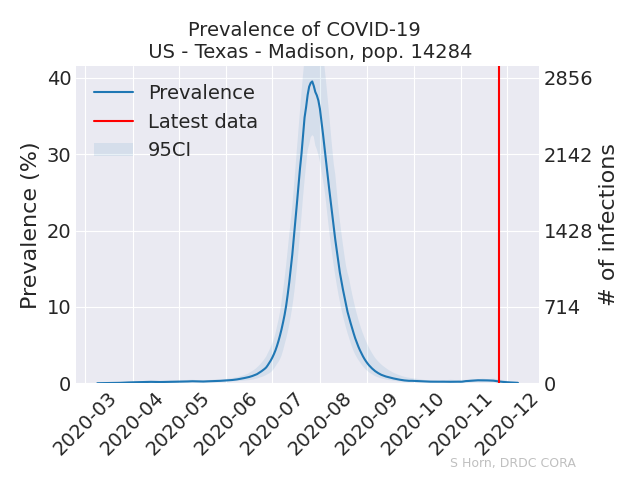 Prevalence of COVID-19
US - Texas - Madison, pop. 14284
Prevalence
Latest data
95CI
Prevalence (%)
40
30
20
10
0
2856
2142
1428
714
0
# of infections
2020-03
2020-04
2020-05
2020-06
2020-07
2020-08
2020-09
2020-10
2020-11
2020-12
S Horn, DRDC CORA